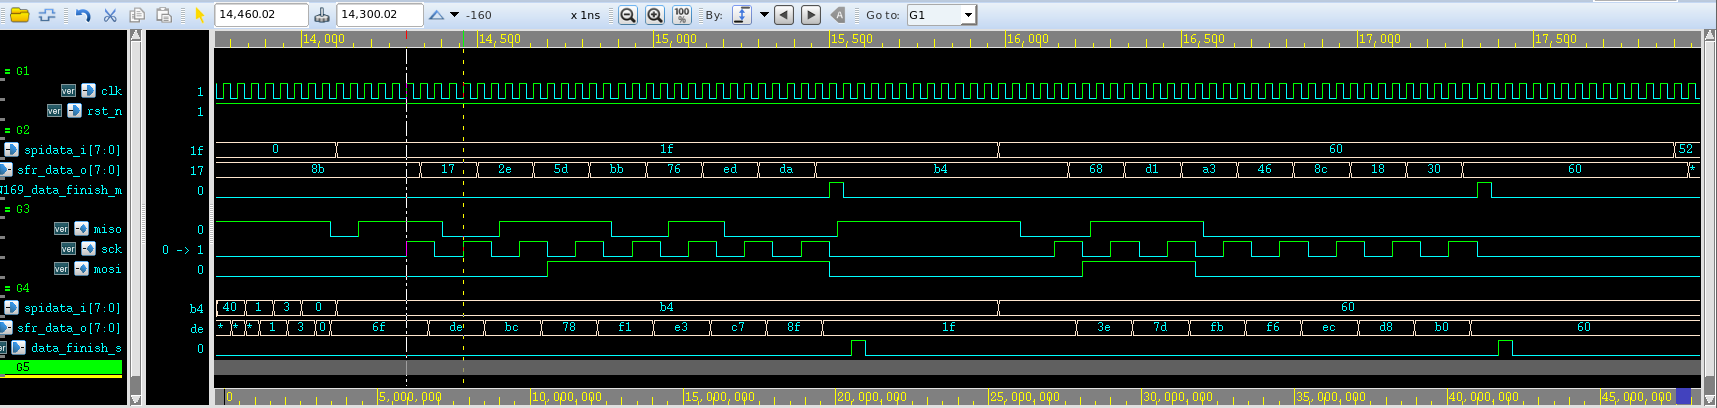 14,460.02 14,300.02 -160 x 1ns 100% By: Go to: G1
14,000 14,500 15,000 15,500 16,000 16,500 17,000 17,500
= G1
ver clk 1
ver rst_n 1
= G2
spidata_i[7:0] 1f 0 1f 60 52
sfr_data_o[7:0] 17 8b 17 2e 5d bb 76 ed da b4 68 d1 a3 46 8c 18 30 60 *
169_data_finish_m 0
= G3
ver miso 0
ver sck 0 -> 1
ver mosi 0
= G4
spidata_i[7:0] b4 40 1 3 0 b4 60
sfr_data_o[7:0] de * * * 1 3 0 6f de bc 78 f1 e3 c7 8f 1f 3e 7d fb f6 ec d8 b0 60
data_finish_s 0
G5
0 5,000,000 10,000,000 15,000,000 20,000,000 25,000,000 30,000,000 35,000,000 40,000,000 45,000,000